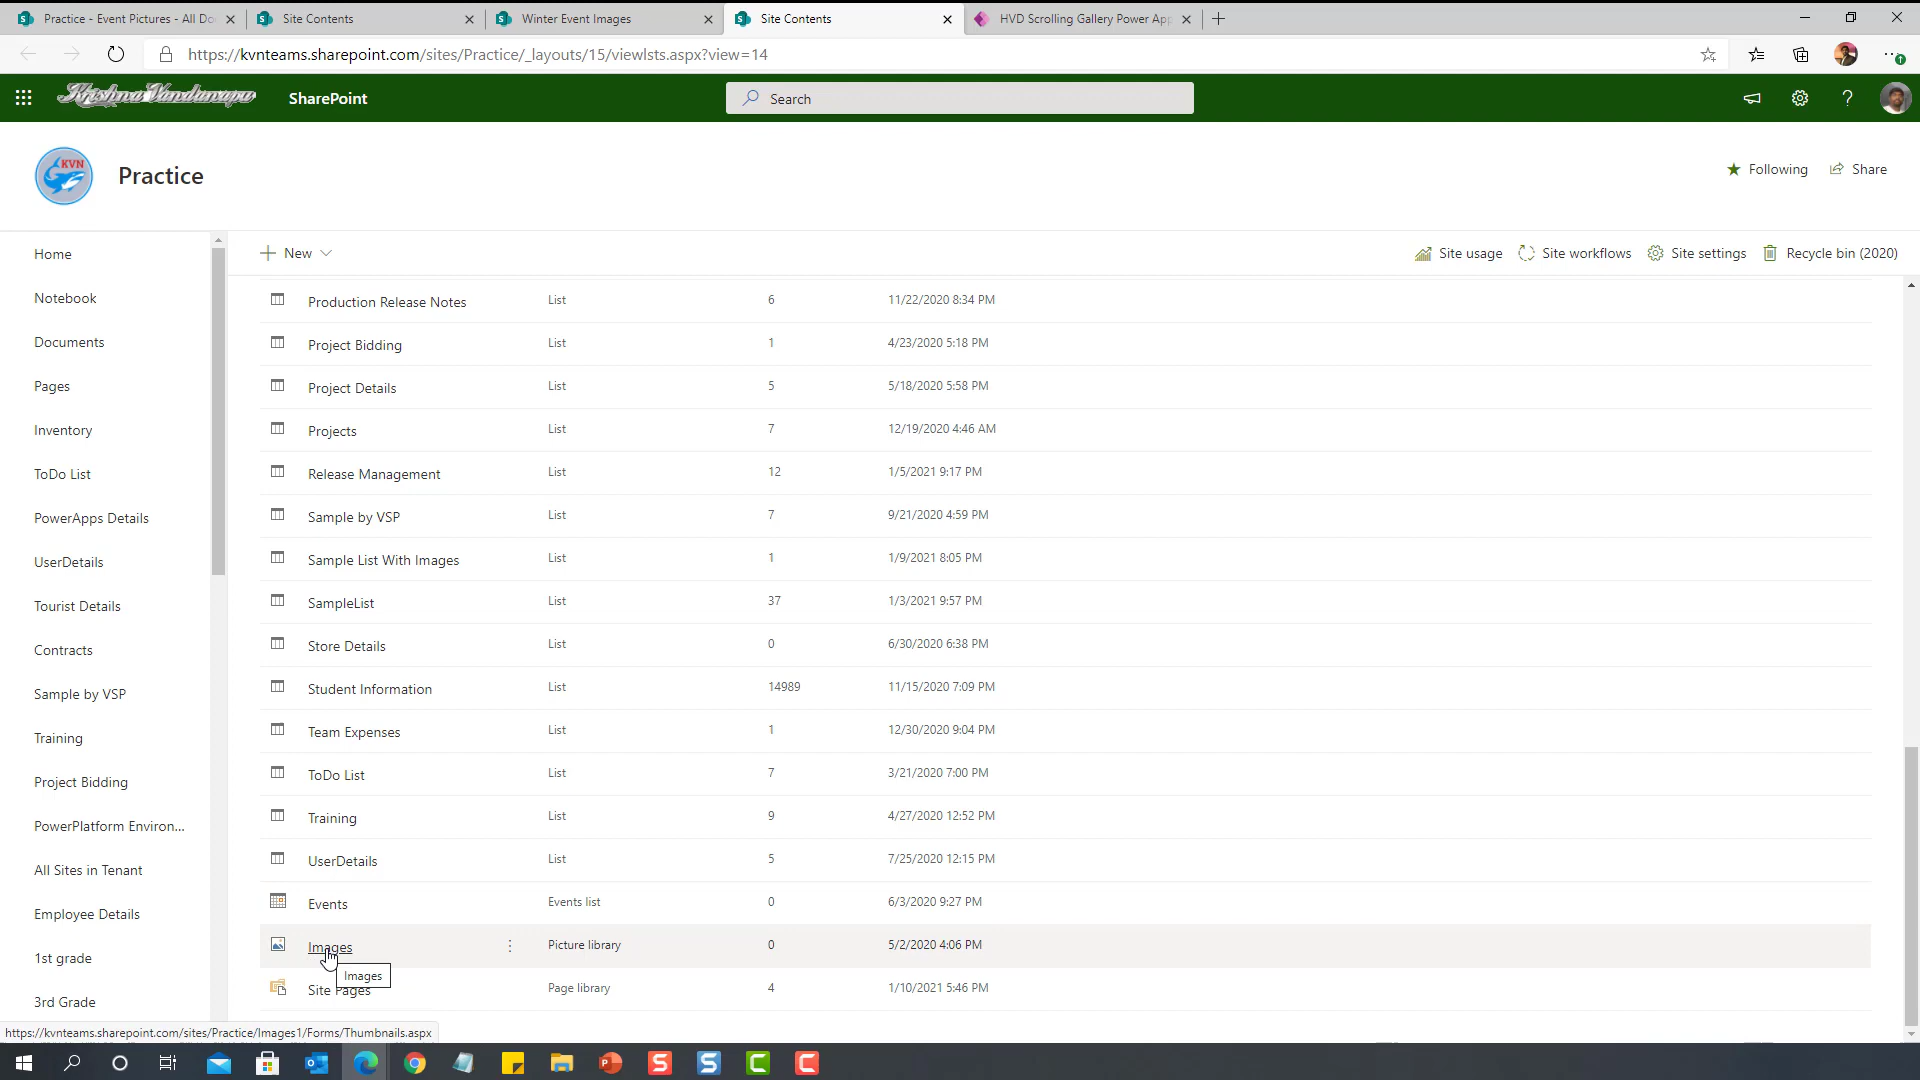 Practice - Event Pictures - All Do
Site Contents
Winter Event Images
Site Contents
HVD Scrolling Gallery Power App
https://kvnteams.sharepoint.com/sites/Practice/_layouts/15/viewlsts.aspx?view=14
Krishna Vandanapu
SharePoint
Search
KVN
Practice
Following
Share
Home
Notebook
Documents
Pages
Inventory
ToDo List
PowerApps Details
UserDetails
Tourist Details
Contracts
Sample by VSP
Training
Project Bidding
PowerPlatform Environ...
All Sites in Tenant
Employee Details
1st grade
3rd Grade
New
Site usage
Site workflows
Site settings
Recycle bin (2020)
Production Release Notes List 6 11/22/2020 8:34 PM
Project Bidding List 1 4/23/2020 5:18 PM
Project Details List 5 5/18/2020 5:58 PM
Projects List 7 12/19/2020 4:46 AM
Release Management List 12 1/5/2021 9:17 PM
Sample by VSP List 7 9/21/2020 4:59 PM
Sample List With Images List 1 1/9/2021 8:05 PM
SampleList List 37 1/3/2021 9:57 PM
Store Details List 0 6/30/2020 6:38 PM
Student Information List 14989 11/15/2020 7:09 PM
Team Expenses List 1 12/30/2020 9:04 PM
ToDo List List 7 3/21/2020 7:00 PM
Training List 9 4/27/2020 12:52 PM
UserDetails List 5 7/25/2020 12:15 PM
Events Events list 0 6/3/2020 9:27 PM
Images Picture library 0 5/2/2020 4:06 PM
Images
Site Pages Page library 4 1/10/2021 5:46 PM
https://kvnteams.sharepoint.com/sites/Practice/Images1/Forms/Thumbnails.aspx